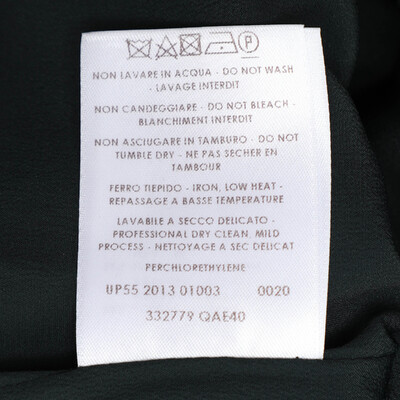 P
NON LAVARE IN ACQUA - DO NOT WASH
- LAVAGE INTERDIT
NON CANDEGGIARE - DO NOT BLEACH -
BLANCHIMENT INTERDIT
NON ASCIUGARE IN TAMBURO - DO NOT
TUMBLE DRY - NE PAS SECHER EN
TAMBOUR
FERRO TIEPIDO - IRON, LOW HEAT -
REPASSAGE A BASSE TEMPERATURE
LAVABILE A SECCO DELICATO -
PROFESSIONAL DRY CLEAN, MILD
PROCESS - NETTOYAGE A SEC DELICAT
PERCHLORETHYLENE
UP55 2013 01003 0020
332779 QAE40